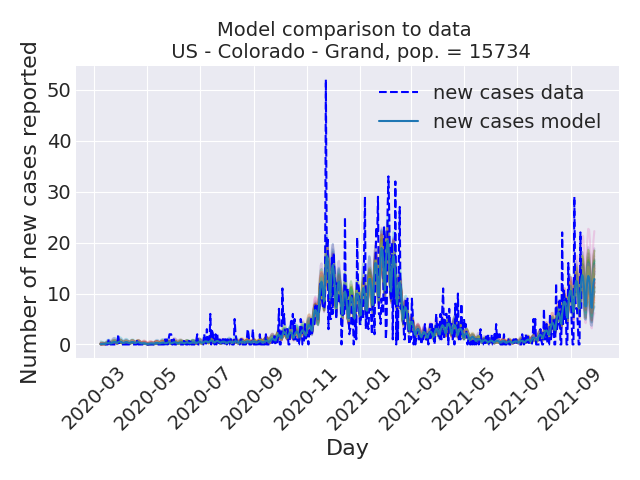 Model comparison to data
US - Colorado - Grand, pop. = 15734
Number of new cases reported
50
40
30
20
10
0
new cases data
new cases model
2020-03
2020-05
2020-07
2020-09
2020-11
2021-01
2021-03
2021-05
2021-07
2021-09
Day